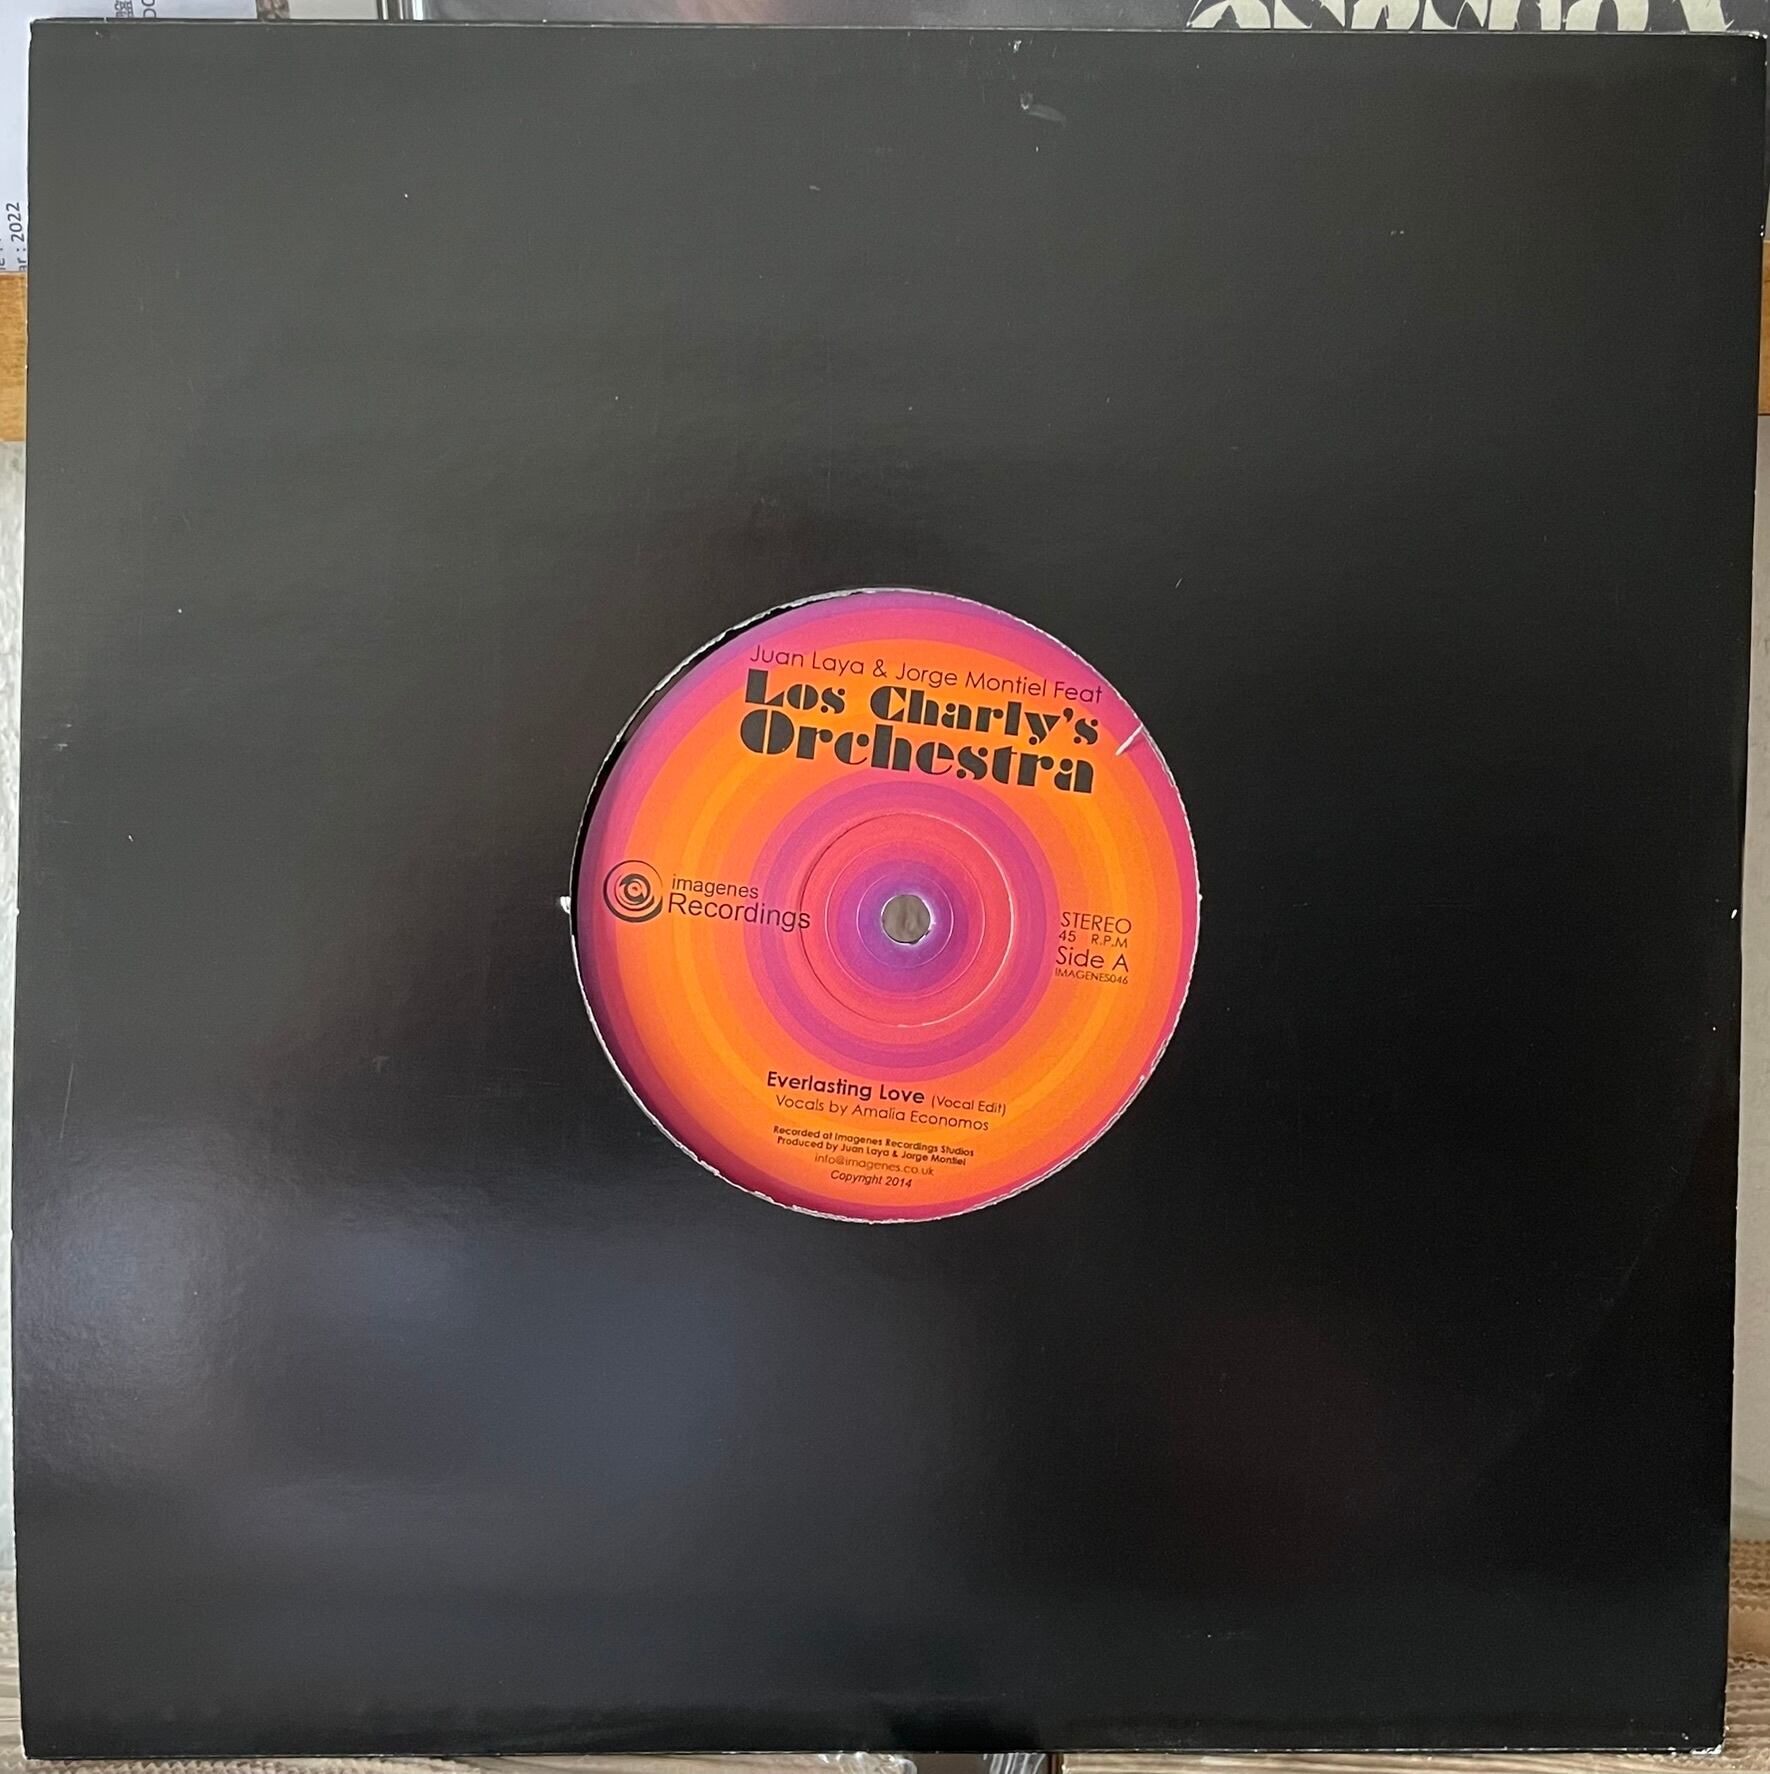 : 2022
Juan Laya & Jorge Montiel Feat
Los Charly's
Orchestra
imagenes
Recordings
STEREO
45 R.P.M
Side A
IMAGENES046
Everlasting Love (Vocal Edit)
Vocals by Amalia Economos
Recorded at Imagenes Recordings Studios
Produced by Juan Laya & Jorge Montiel
info@imagenes.co.uk
Copyright 2014